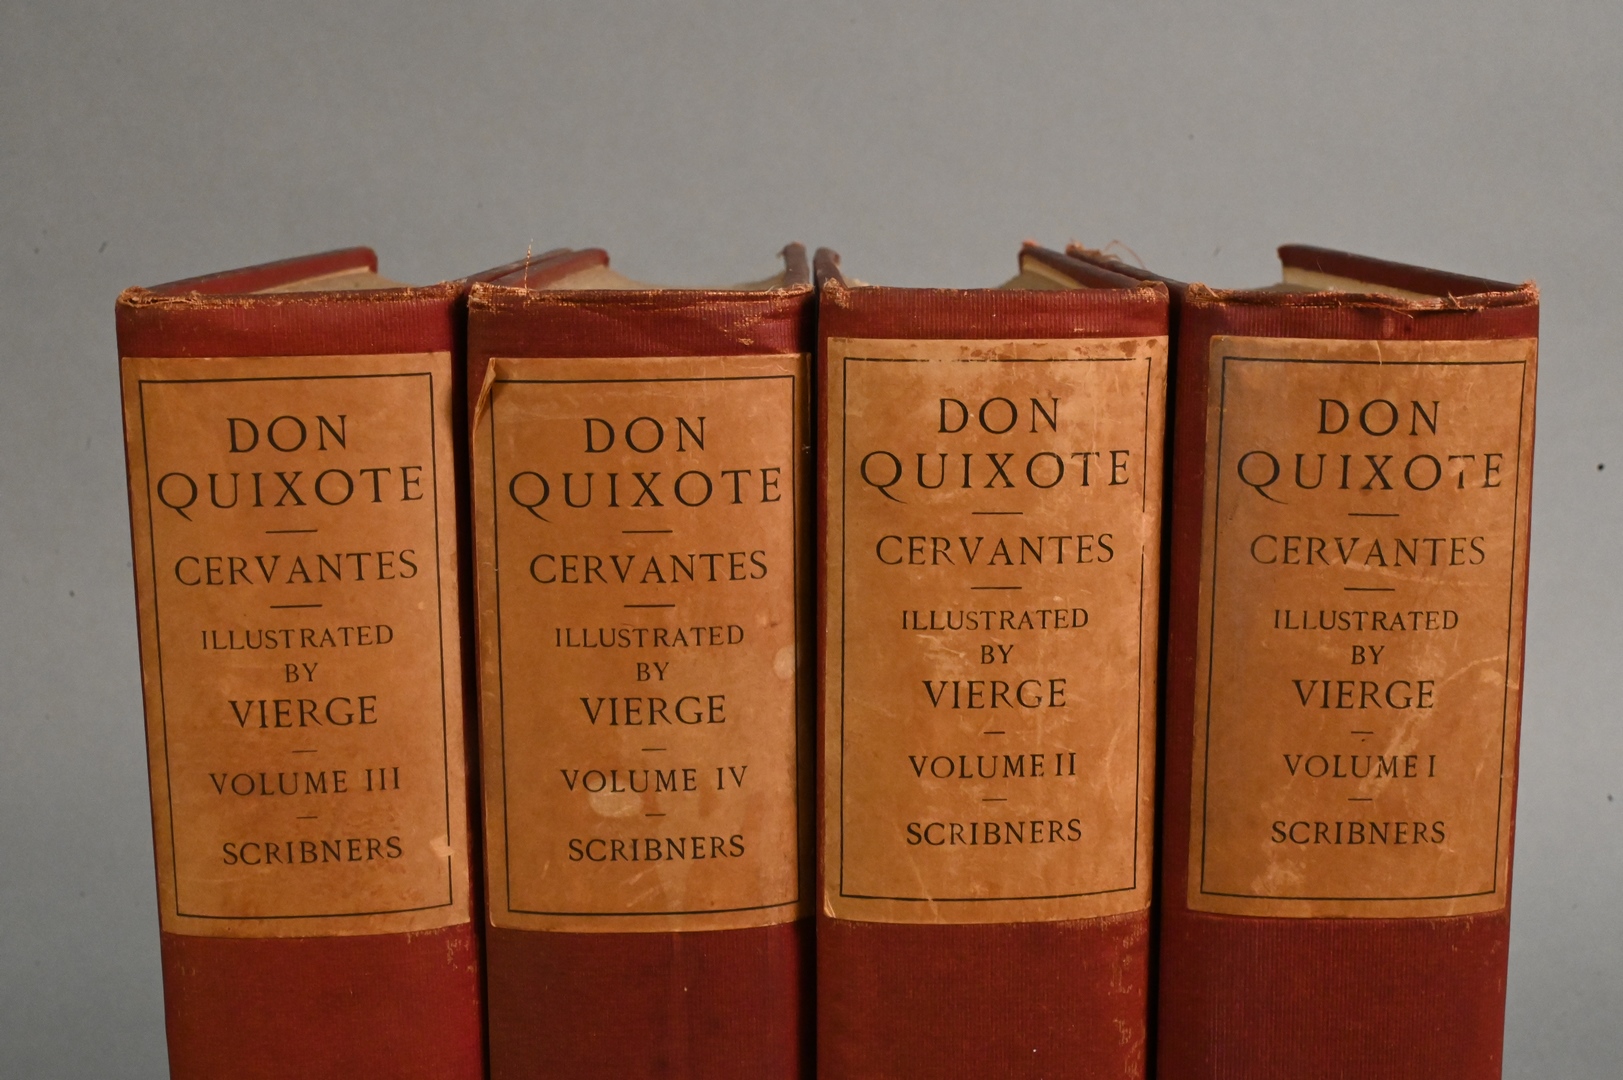 DON
QUIXOTE
CERVANTES
ILLUSTRATED
BY
VIERGE
VOLUME III
SCRIBNERS
DON
QUIXOTE
CERVANTES
ILLUSTRATED
BY
VIERGE
VOLUME IV
SCRIBNERS
DON
QUIXOTE
CERVANTES
ILLUSTRATED
BY
VIERGE
VOLUME II
SCRIBNERS
DON
QUIXOTE
CERVANTES
ILLUSTRATED
BY
VIERGE
VOLUME I
SCRIBNERS